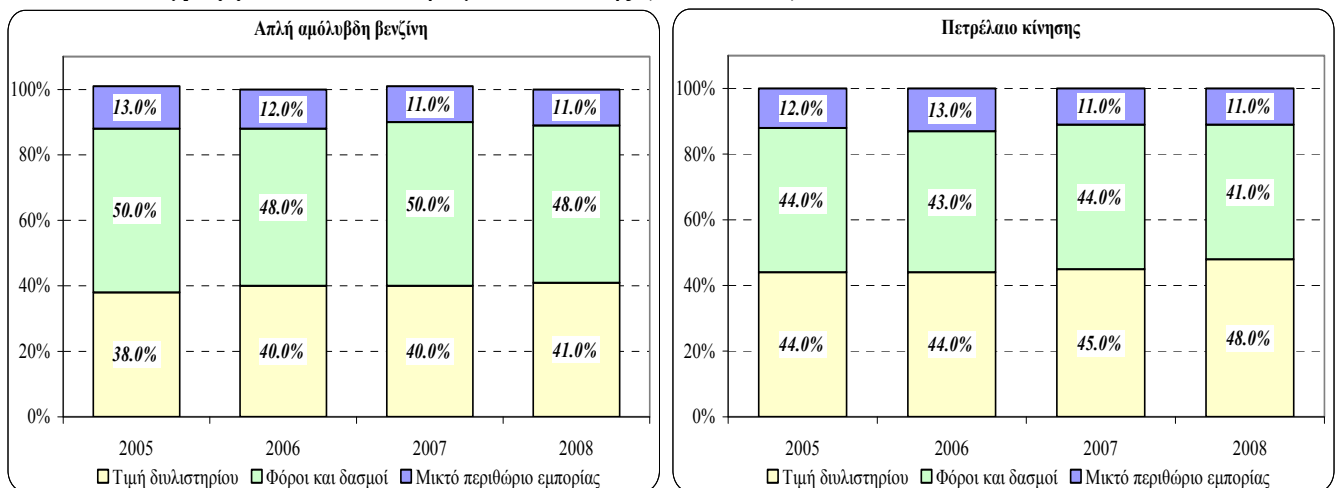 Απλή αμόλυβδη βενζίνη
100%
80%
60%
40%
20%
0%
13.0% 12.0% 11.0% 11.0%
50.0% 48.0% 50.0% 48.0%
38.0% 40.0% 40.0% 41.0%
2005 2006 2007 2008
Τιμή διυλιστηρίου Φόροι και δασμοί Μικτό περιθώριο εμπορίας
Πετρέλαιο κίνησης
100%
80%
60%
40%
20%
0%
12.0% 13.0% 11.0% 11.0%
44.0% 43.0% 44.0% 41.0%
44.0% 44.0% 45.0% 48.0%
2005 2006 2007 2008
Τιμή διυλιστηρίου Φόροι και δασμοί Μικτό περιθώριο εμπορίας